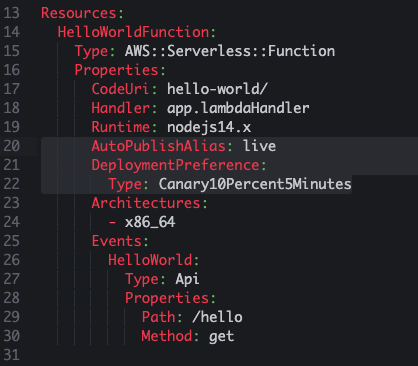 13 Resources:
14   HelloWorldFunction:
15     Type: AWS::Serverless::Function
16     Properties:
17       CodeUri: hello-world/
18       Handler: app.lambdaHandler
19       Runtime: nodejs14.x
20       AutoPublishAlias: live
21       DeploymentPreference:
22         Type: Canary10Percent5Minutes
23       Architectures:
24         - x86_64
25       Events:
26         HelloWorld:
27           Type: Api
28           Properties:
29             Path: /hello
30             Method: get
31